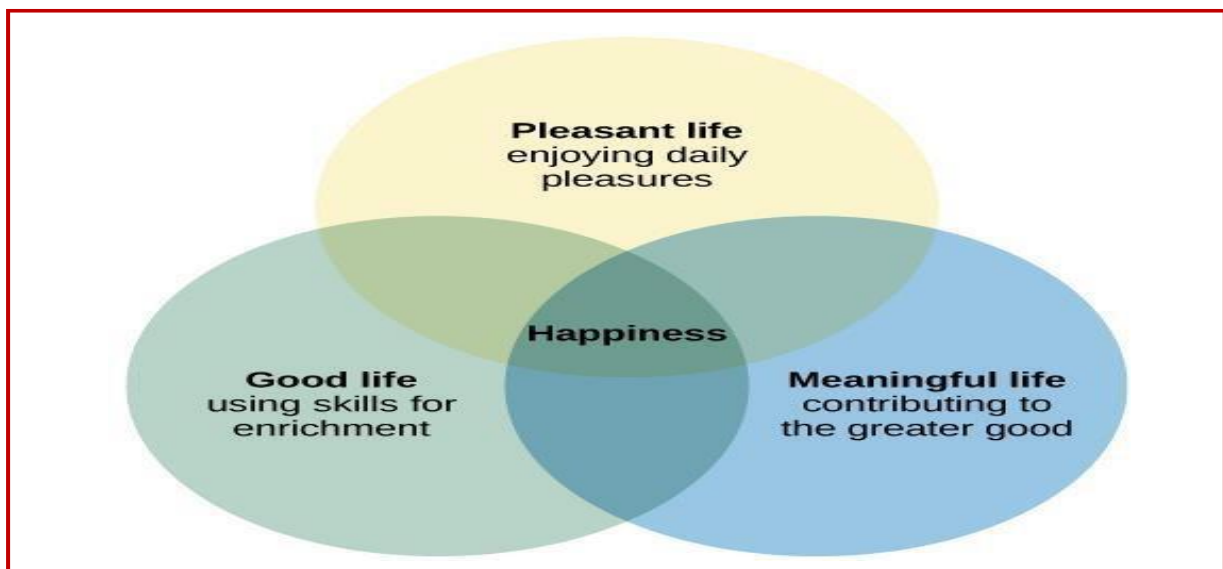 Pleasant life
enjoying daily
pleasures
Happiness
Good life
using skills for
enrichment
Meaningful life
contributing to
the greater good